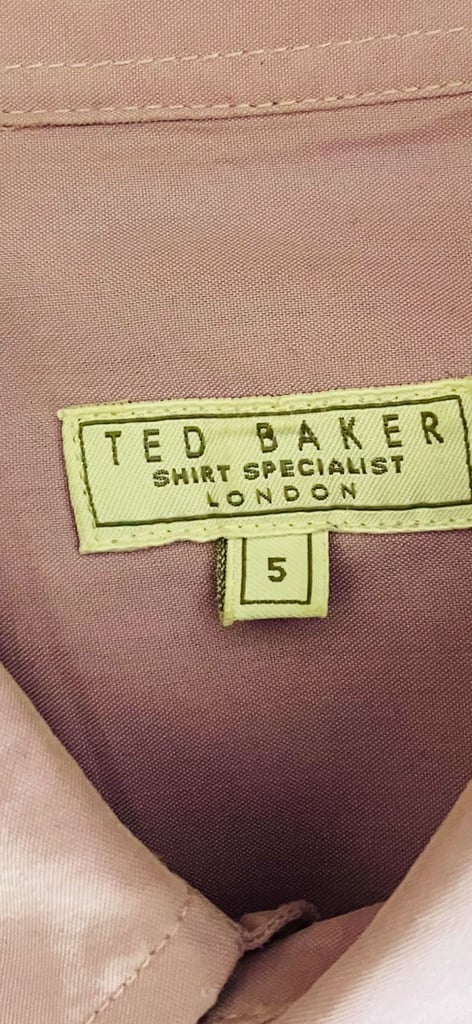 TED BAKER
SHIRT SPECIALIST
LONDON
5